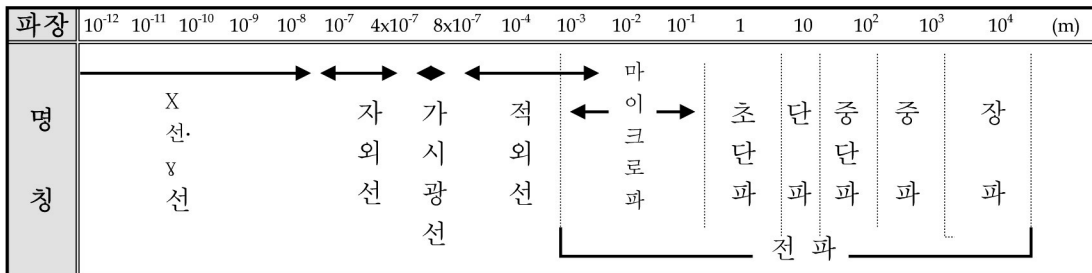 파장 10⁻¹² 10⁻¹¹ 10⁻¹⁰ 10⁻⁹ 10⁻⁸ 10⁻⁷ 4x10⁻⁷ 8x10⁻⁷ 10⁻⁴ 10⁻³ 10⁻² 10⁻¹ 1 10 10² 10³ 10⁴ (m)
명칭
X선·γ선
자외선
가시광선
적외선
마이크로파
초단파
단파
중단파
중파
장파
전 파